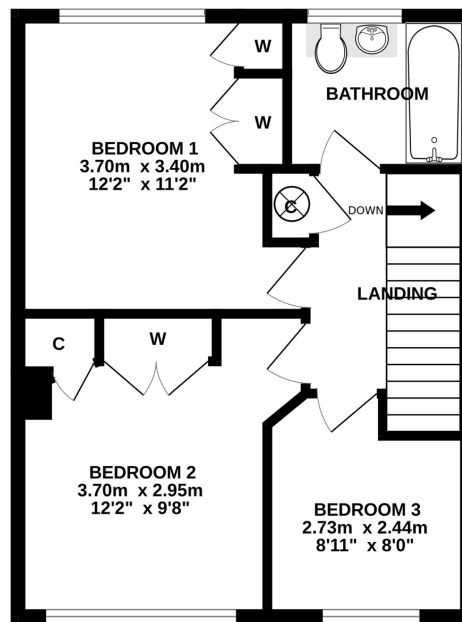 W
BATHROOM
W
BEDROOM 1
3.70m x 3.40m
12'2" x 11'2"
C
DOWN
LANDING
C
W
BEDROOM 2
3.70m x 2.95m
12'2" x 9'8"
BEDROOM 3
2.73m x 2.44m
8'11" x 8'0"